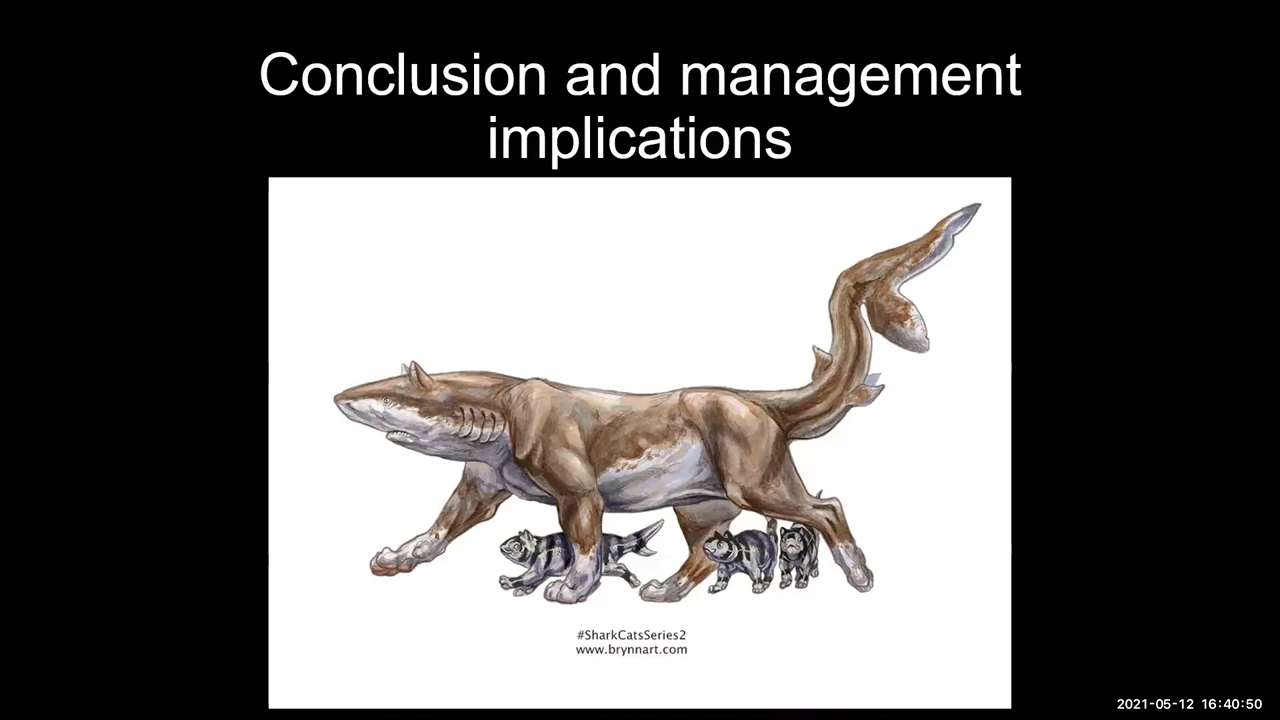 Conclusion and management
implications
#SharkCatsSeries2
www.brynnart.com
2021-05-12 16:40:50